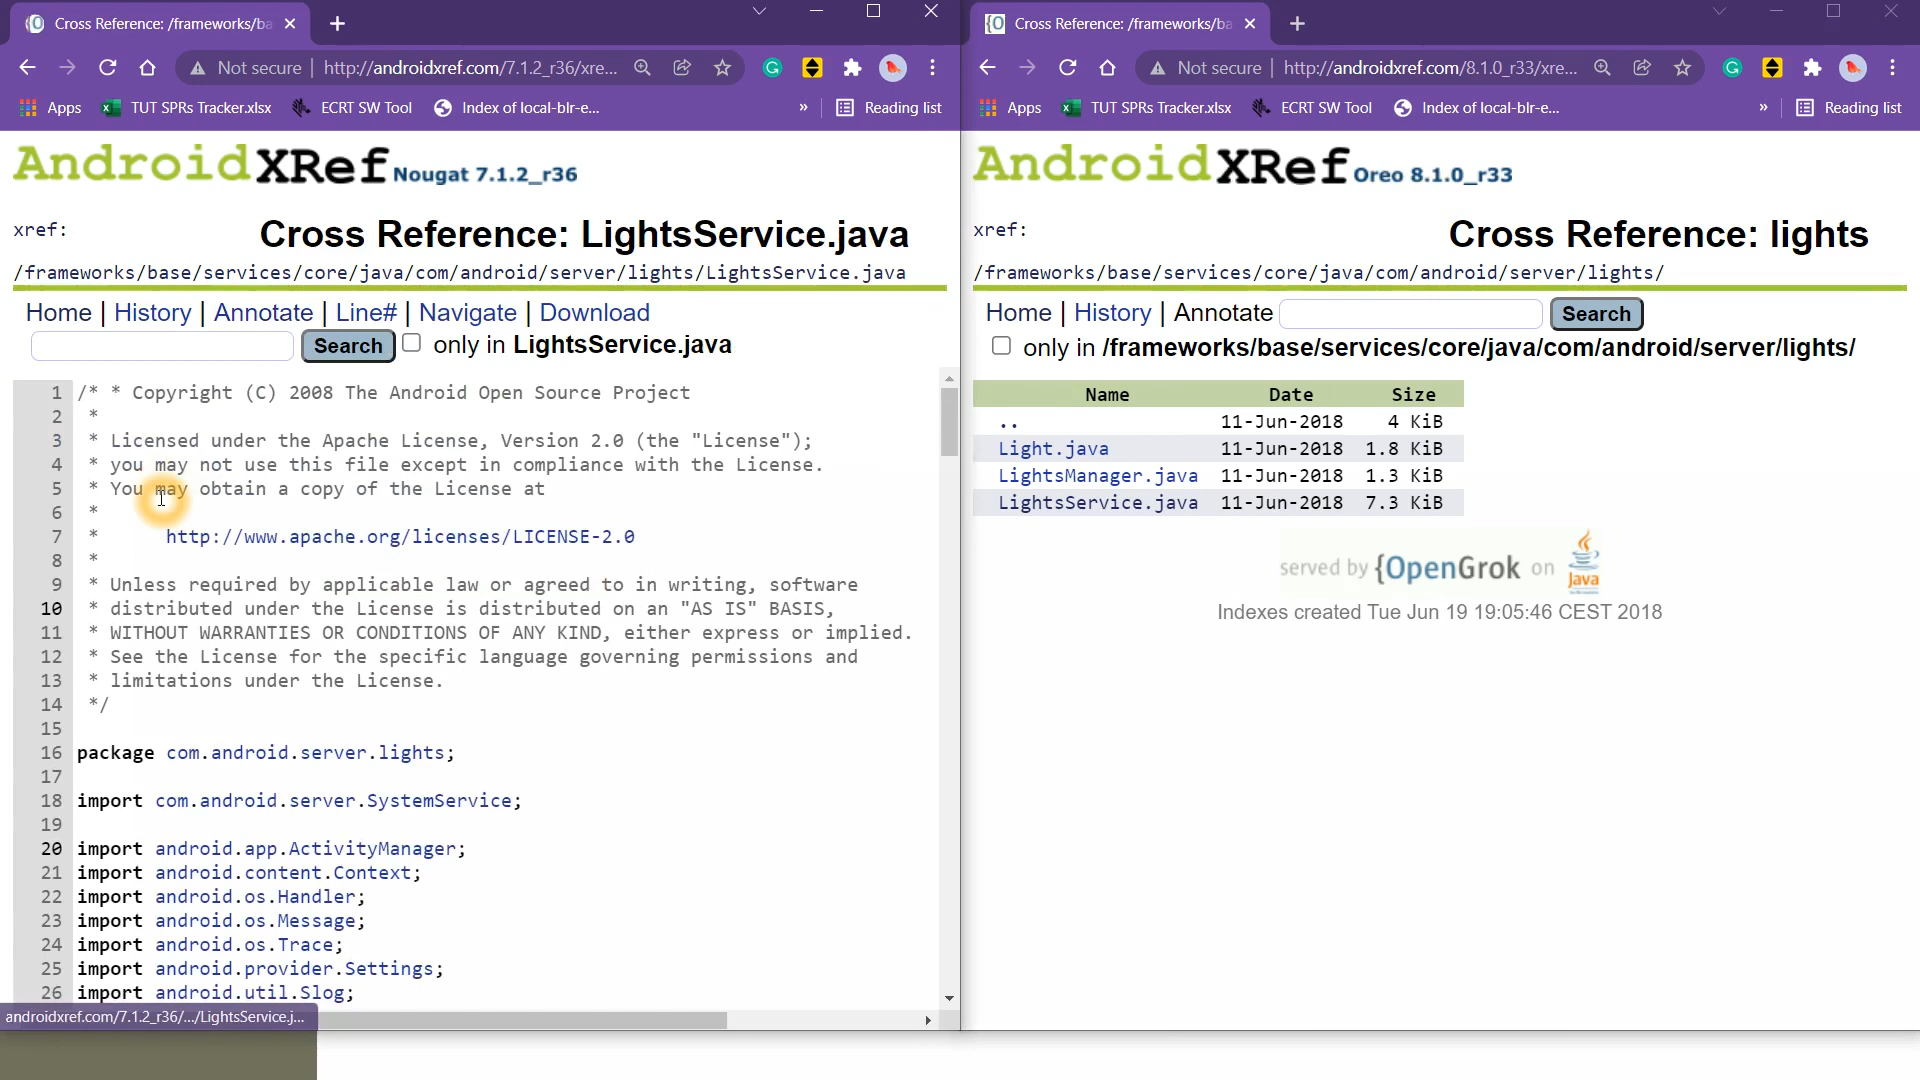 Cross Reference: /frameworks/ba
Not secure | http://androidxref.com/7.1.2_r36/xre...
Apps TUT SPRs Tracker.xlsx ECRT SW Tool Index of local-blr-e... » Reading list
AndroidXRef Nougat 7.1.2_r36
xref:
Cross Reference: LightsService.java
/frameworks/base/services/core/java/com/android/server/lights/LightsService.java
Home | History | Annotate | Line# | Navigate | Download
Search only in LightsService.java
1 /* * Copyright (C) 2008 The Android Open Source Project
2 *
3 * Licensed under the Apache License, Version 2.0 (the "License");
4 * you may not use this file except in compliance with the License.
5 * You may obtain a copy of the License at
6 *
7 * http://www.apache.org/licenses/LICENSE-2.0
8 *
9 * Unless required by applicable law or agreed to in writing, software
10 * distributed under the License is distributed on an "AS IS" BASIS,
11 * WITHOUT WARRANTIES OR CONDITIONS OF ANY KIND, either express or implied.
12 * See the License for the specific language governing permissions and
13 * limitations under the License.
14 */
15
16 package com.android.server.lights;
17
18 import com.android.server.SystemService;
19
20 import android.app.ActivityManager;
21 import android.content.Context;
22 import android.os.Handler;
23 import android.os.Message;
24 import android.os.Trace;
25 import android.provider.Settings;
26 import android.util.Slog;
androidxref.com/7.1.2_r36/.../LightsService.j...
Cross Reference: /frameworks/ba
Not secure | http://androidxref.com/8.1.0_r33/xre...
Apps TUT SPRs Tracker.xlsx ECRT SW Tool Index of local-blr-e... » Reading list
AndroidXRef Oreo 8.1.0_r33
xref:
Cross Reference: lights
/frameworks/base/services/core/java/com/android/server/lights/
Home | History | Annotate Search
only in /frameworks/base/services/core/java/com/android/server/lights/
Name Date Size
.. 11-Jun-2018 4 KiB
Light.java 11-Jun-2018 1.8 KiB
LightsManager.java 11-Jun-2018 1.3 KiB
LightsService.java 11-Jun-2018 7.3 KiB
served by {OpenGrok on Java
Indexes created Tue Jun 19 19:05:46 CEST 2018